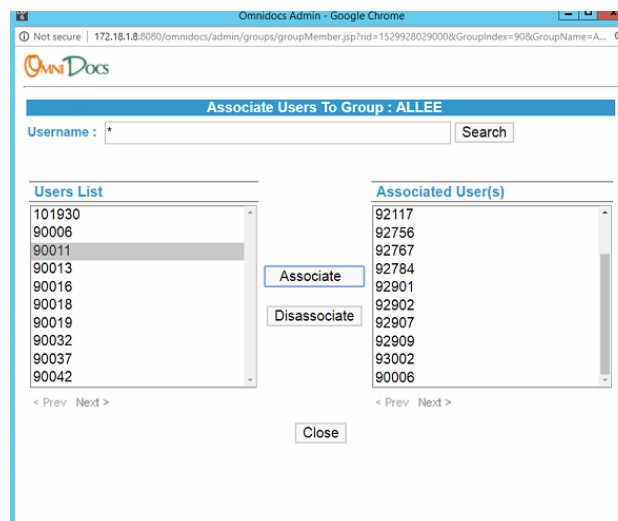 Omnidocs Admin - Google Chrome
Not secure | 172.18.1.8:8080/omnidocs/admin/groups/groupMember.jsp?rid=1529928029000&GroupIndex=90&GroupName=A...
OMNIDOCS
Associate Users To Group : ALLEE
Username : * Search
Users List
101930
90006
90011
90013
90016
90018
90019
90032
90037
90042
< Prev Next >
Associate
Disassociate
Associated User(s)
92117
92756
92767
92784
92901
92902
92907
92909
93002
90006
< Prev Next >
Close